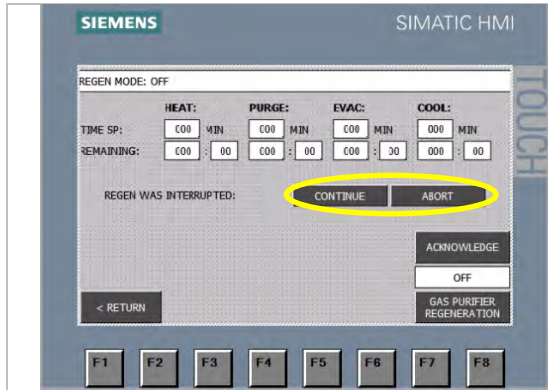 SIEMENS SIMATIC HMI
TOUCH
REGEN MODE: OFF
HEAT: PURGE: EVAC: COOL:
TIME SP: 000 MIN 000 MIN 000 MIN 000 MIN
REMAINING: 000 : 00 000 : 00 000 : 00 000 : 00
REGEN WAS INTERRUPTED: CONTINUE ABORT
ACKNOWLEDGE
OFF
< RETURN
GAS PURIFIER
REGENERATION
F1 F2 F3 F4 F5 F6 F7 F8